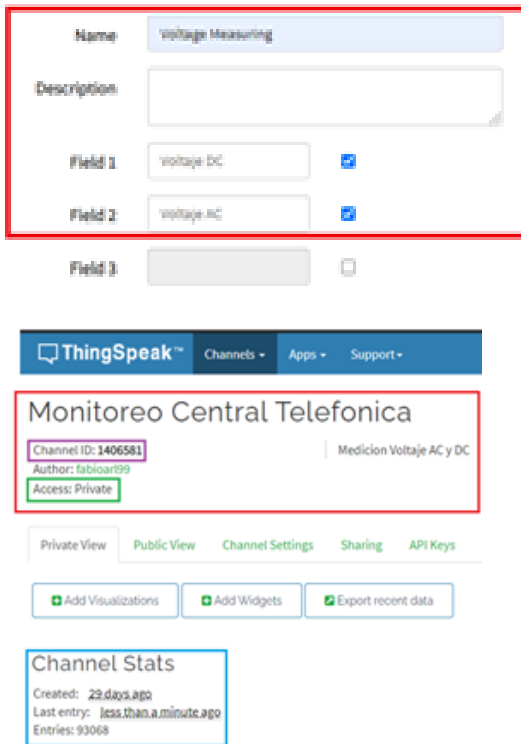 Name Voltage Measuring
Description
Field 1 Voltaje DC
Field 2 Voltaje AC
Field 3
ThingSpeak™ Channels Apps Support
Monitoreo Central Telefonica
Channel ID: 1406581 Medicion Voltaje AC y DC
Author: fabioarl99
Access: Private
Private View Public View Channel Settings Sharing API Keys
Add Visualizations Add Widgets Export recent data
Channel Stats
Created: 29 days ago
Last entry: less than a minute ago
Entries: 93068